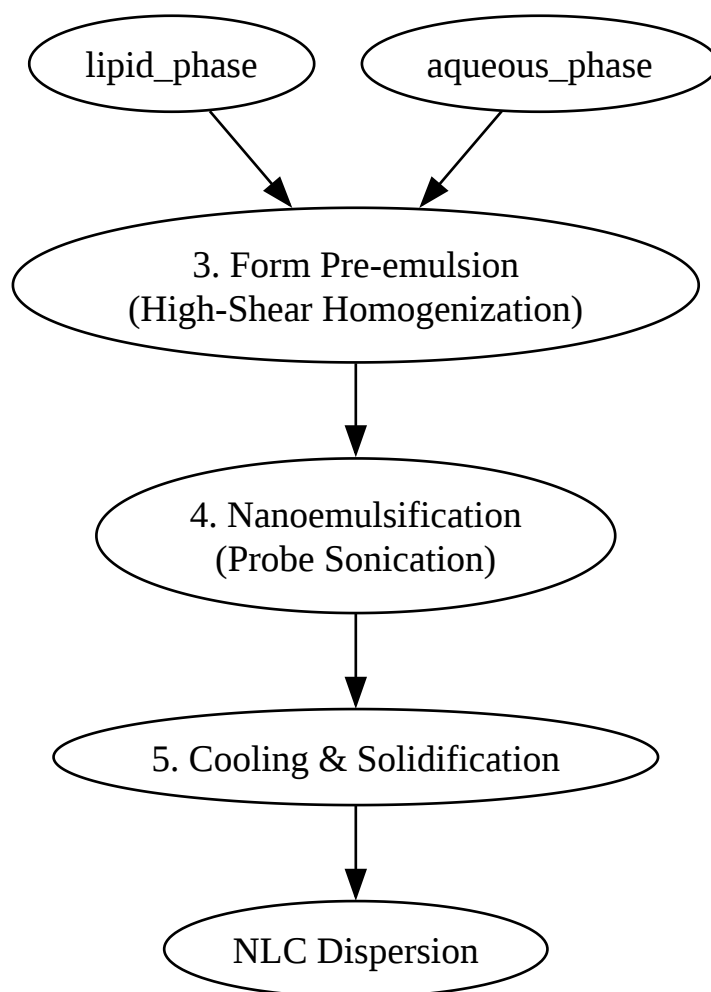 lipid_phase
aqueous_phase
3. Form Pre-emulsion
(High-Shear Homogenization)
4. Nanoemulsification
(Probe Sonication)
5. Cooling & Solidification
NLC Dispersion